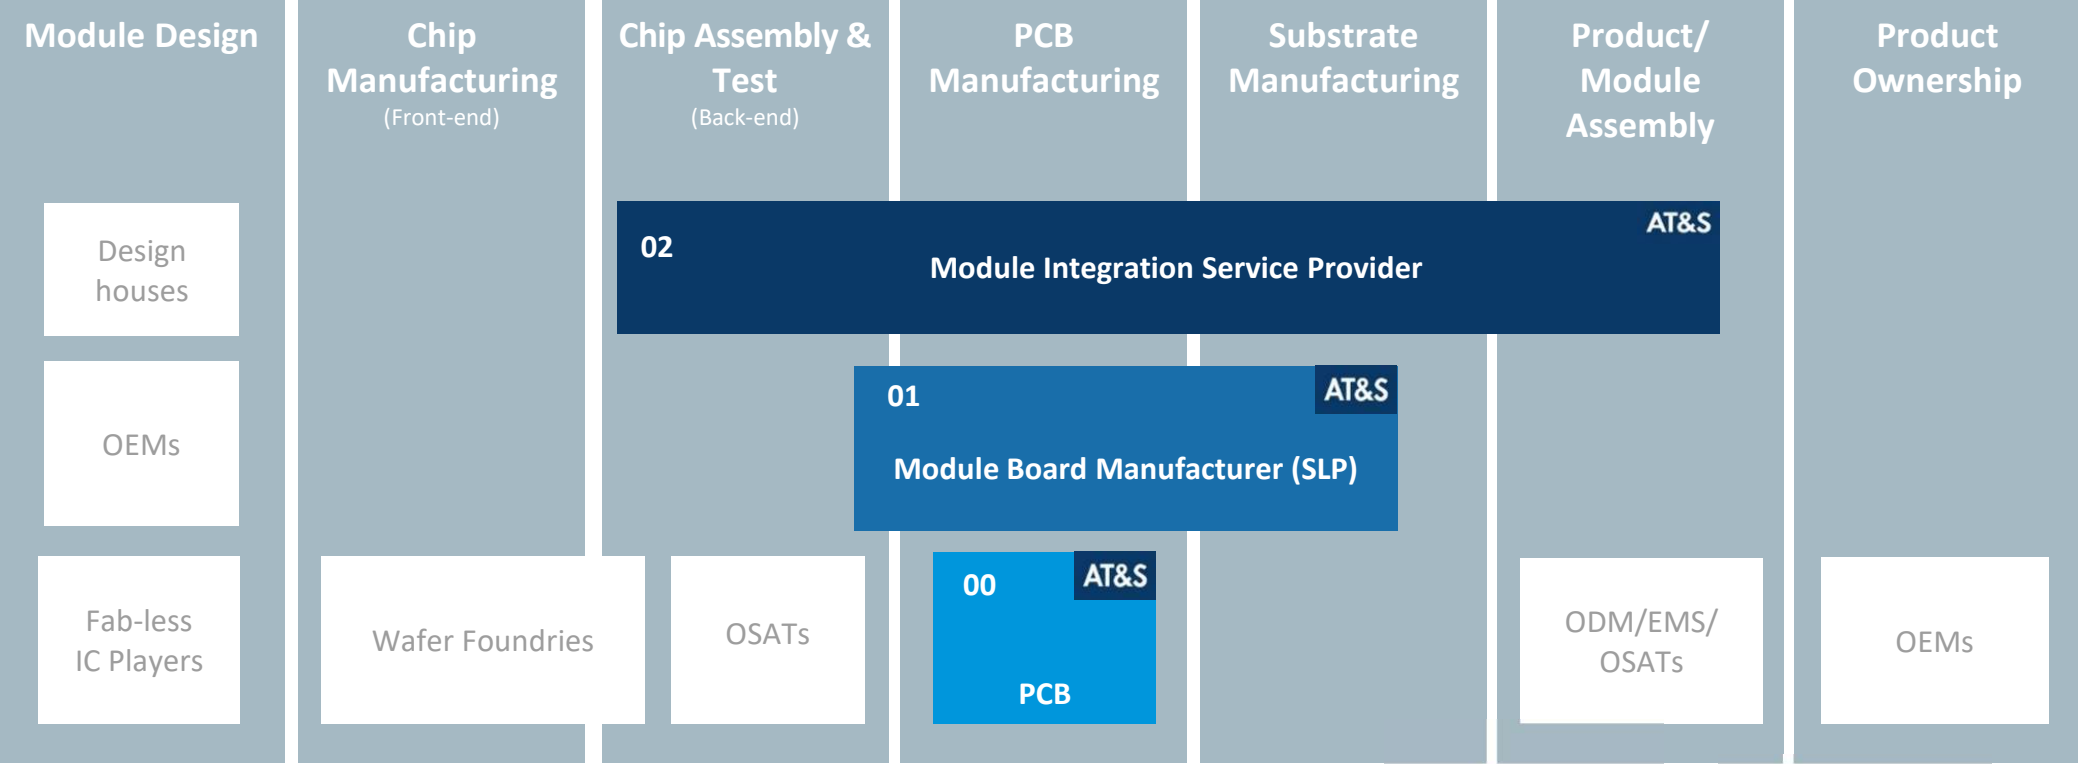 Module Design
Chip
Manufacturing
(Front-end)
Chip Assembly &
Test
(Back-end)
PCB
Manufacturing
Substrate
Manufacturing
Product/
Module
Assembly
Product
Ownership
Design
houses
02
Module Integration Service Provider
AT&S
OEMs
01
AT&S
Module Board Manufacturer (SLP)
Fab-less
IC Players
Wafer Foundries
OSATs
00
AT&S
PCB
ODM/EMS/
OSATs
OEMs